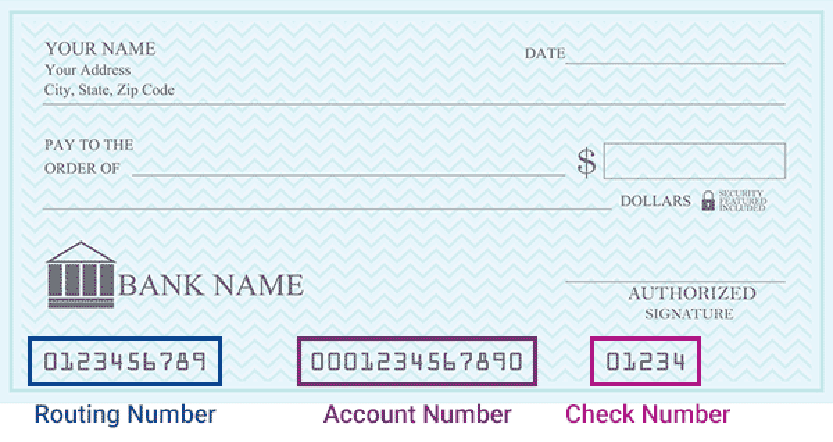 YOUR NAME
Your Address
City, State, Zip Code
DATE
PAY TO THE
ORDER OF
$
DOLLARS
SECURITY
FEATURED
INCLUDED
BANK NAME
AUTHORIZED
SIGNATURE
0123456789 0001234567890 01234
Routing Number Account Number Check Number